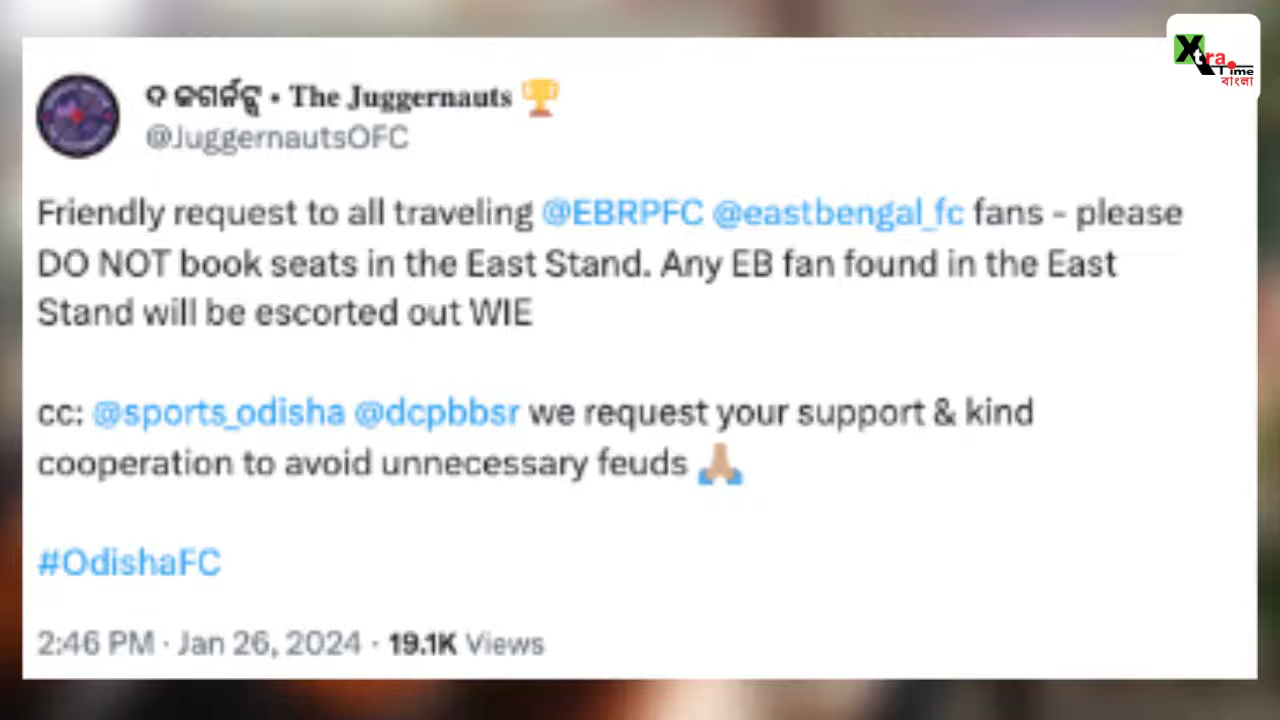 Xtra
Time
বাংলা
ଦ ଜଗର୍ନଟ୍ସ • The Juggernauts 🏆
@JuggernautsOFC
Friendly request to all traveling @EBRPFC @eastbengal_fc fans - please
DO NOT book seats in the East Stand. Any EB fan found in the East
Stand will be escorted out WIE
cc: @sports_odisha @dcpbbsr we request your support & kind
cooperation to avoid unnecessary feuds 🙏🏼
#OdishaFC
2:46 PM · Jan 26, 2024 · 19.1K Views